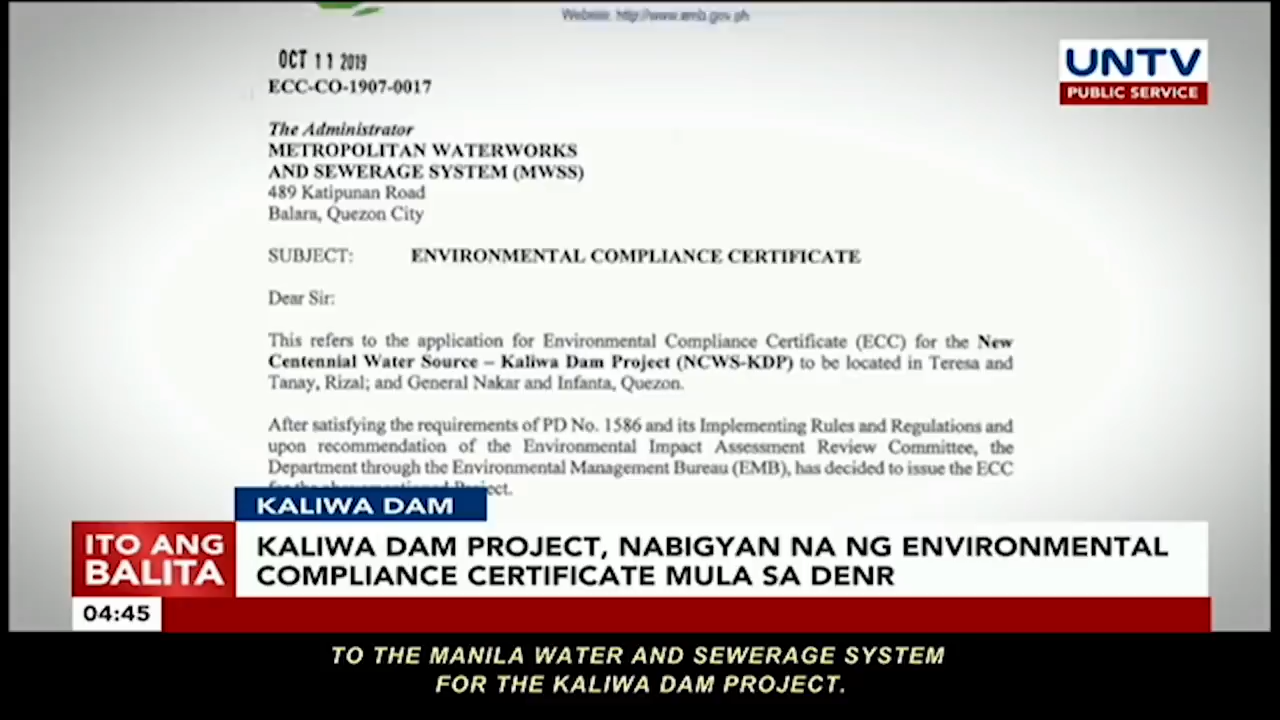 Website: http://www.emb.gov.ph
OCT 11 2019
ECC-CO-1907-0017
The Administrator
METROPOLITAN WATERWORKS
AND SEWERAGE SYSTEM (MWSS)
489 Katipunan Road
Balara, Quezon City
SUBJECT: ENVIRONMENTAL COMPLIANCE CERTIFICATE
Dear Sir:
This refers to the application for Environmental Compliance Certificate (ECC) for the New
Centennial Water Source – Kaliwa Dam Project (NCWS-KDP) to be located in Teresa and
Tanay, Rizal; and General Nakar and Infanta, Quezon.
After satisfying the requirements of PD No. 1586 and its Implementing Rules and Regulations and
upon recommendation of the Environmental Impact Assessment Review Committee, the
Department through the Environmental Management Bureau (EMB), has decided to issue the ECC
UNTV
PUBLIC SERVICE
KALIWA DAM
ITO ANG
BALITA
KALIWA DAM PROJECT, NABIGYAN NA NG ENVIRONMENTAL
COMPLIANCE CERTIFICATE MULA SA DENR
04:45
TO THE MANILA WATER AND SEWERAGE SYSTEM
FOR THE KALIWA DAM PROJECT.